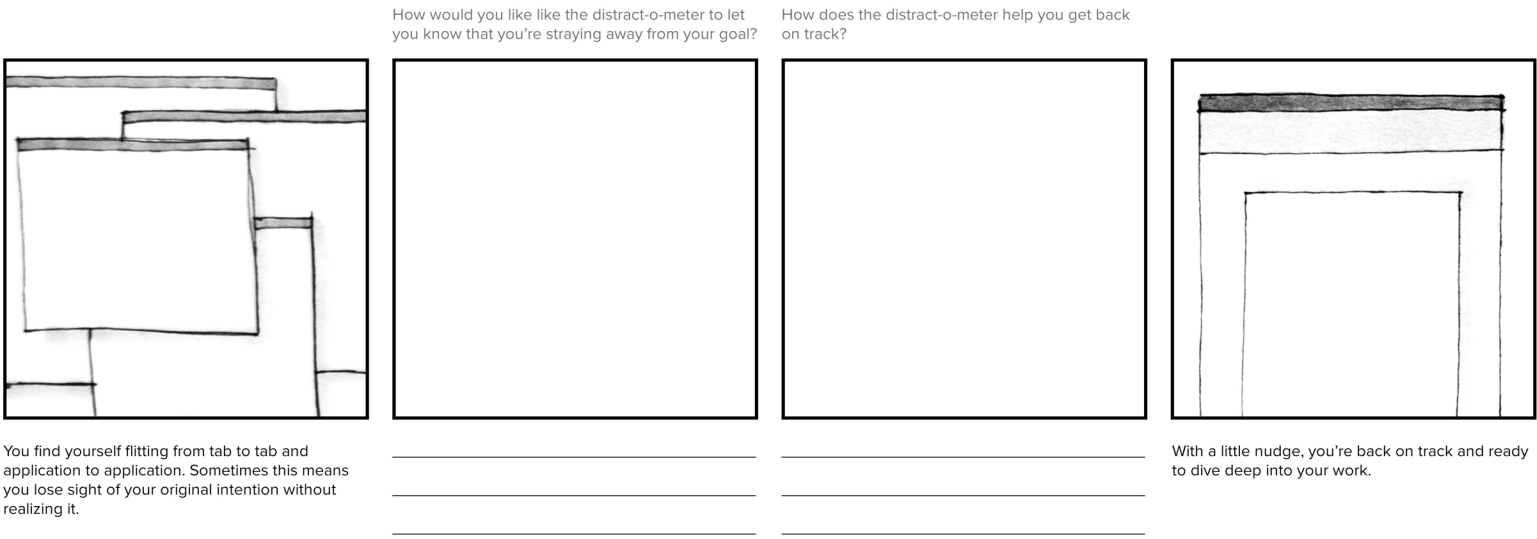 How would you like like the distract-o-meter to let
you know that you're straying away from your goal?
How does the distract-o-meter help you get back
on track?
You find yourself flitting from tab to tab and
application to application. Sometimes this means
you lose sight of your original intention without
realizing it.
With a little nudge, you're back on track and ready
to dive deep into your work.